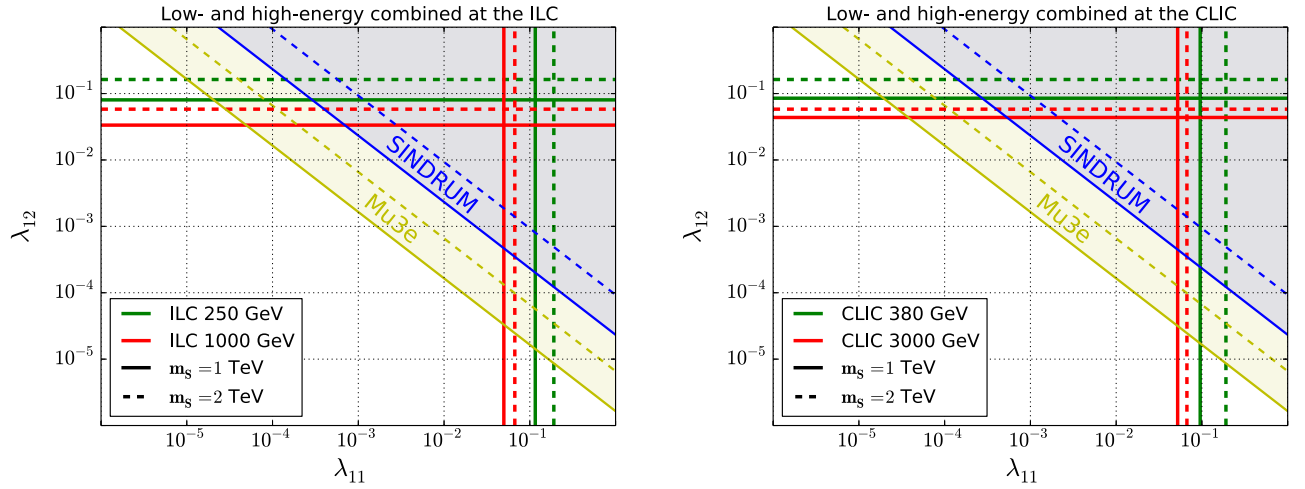 Low- and high-energy combined at the ILC
10⁻¹
10⁻²
10⁻³
10⁻⁴
10⁻⁵
λ₁₂
SINDRUM
Mu3e
ILC 250 GeV
ILC 1000 GeV
mₛ = 1 TeV
mₛ = 2 TeV
10⁻⁵ 10⁻⁴ 10⁻³ 10⁻² 10⁻¹
λ₁₁
Low- and high-energy combined at the CLIC
10⁻¹
10⁻²
10⁻³
10⁻⁴
10⁻⁵
λ₁₂
SINDRUM
Mu3e
CLIC 380 GeV
CLIC 3000 GeV
mₛ = 1 TeV
mₛ = 2 TeV
10⁻⁵ 10⁻⁴ 10⁻³ 10⁻² 10⁻¹
λ₁₁